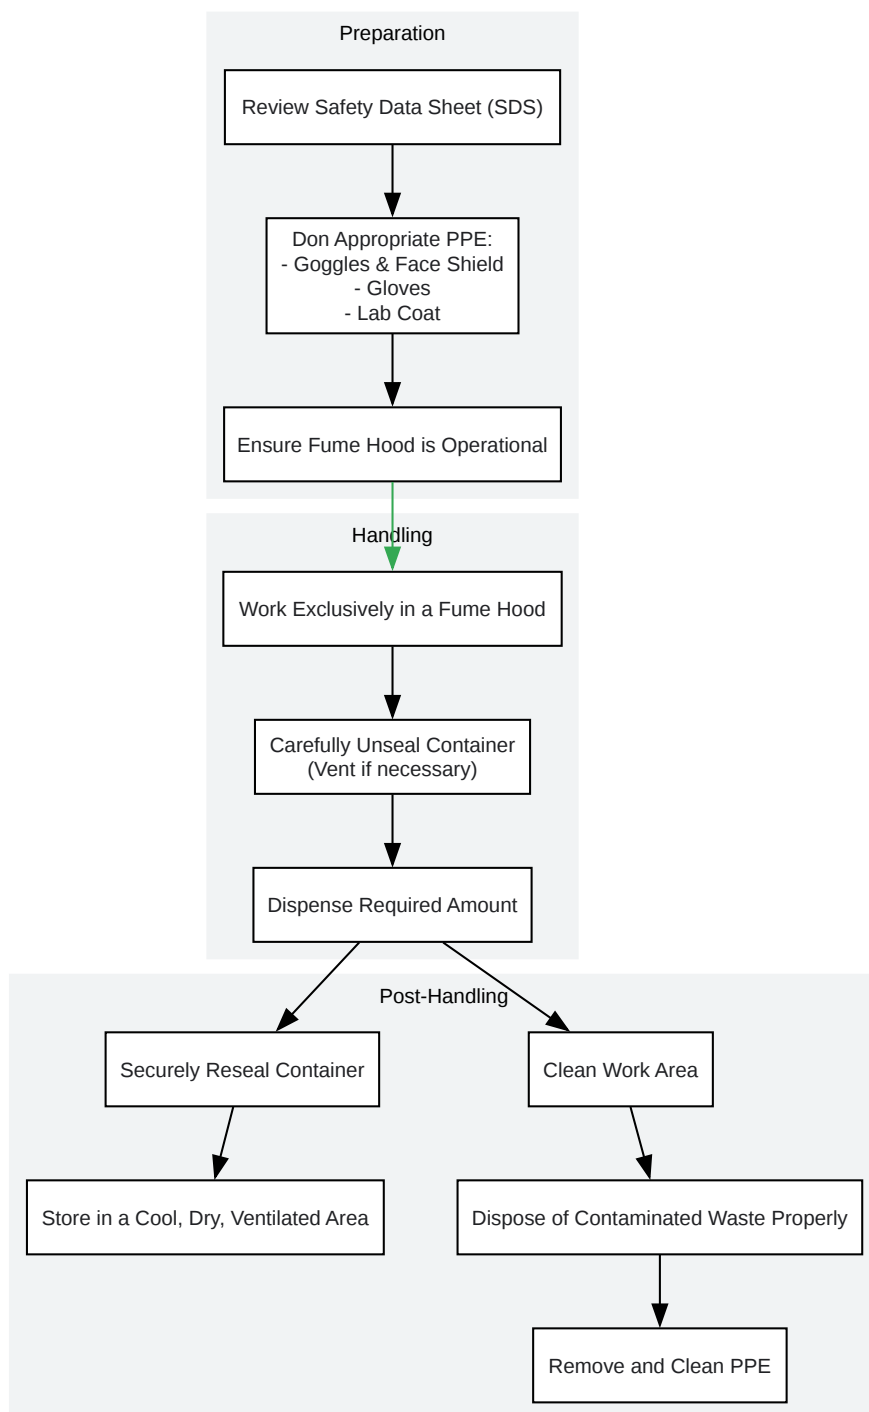 Preparation
Review Safety Data Sheet (SDS)
Don Appropriate PPE:
- Goggles & Face Shield
- Gloves
- Lab Coat
Ensure Fume Hood is Operational
Handling
Work Exclusively in a Fume Hood
Carefully Unseal Container
(Vent if necessary)
Dispense Required Amount
Post-Handling
Securely Reseal Container
Clean Work Area
Store in a Cool, Dry, Ventilated Area
Dispose of Contaminated Waste Properly
Remove and Clean PPE